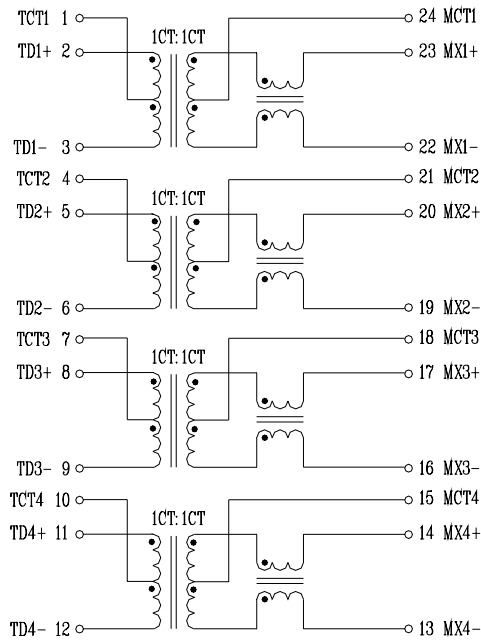 TCT1 1 24 MCT1
1CT:1CT
TD1+ 2 23 MX1+
TD1- 3 22 MX1-
TCT2 4 21 MCT2
1CT:1CT
TD2+ 5 20 MX2+
TD2- 6 19 MX2-
TCT3 7 18 MCT3
1CT:1CT
TD3+ 8 17 MX3+
TD3- 9 16 MX3-
TCT4 10 15 MCT4
1CT:1CT
TD4+ 11 14 MX4+
TD4- 12 13 MX4-